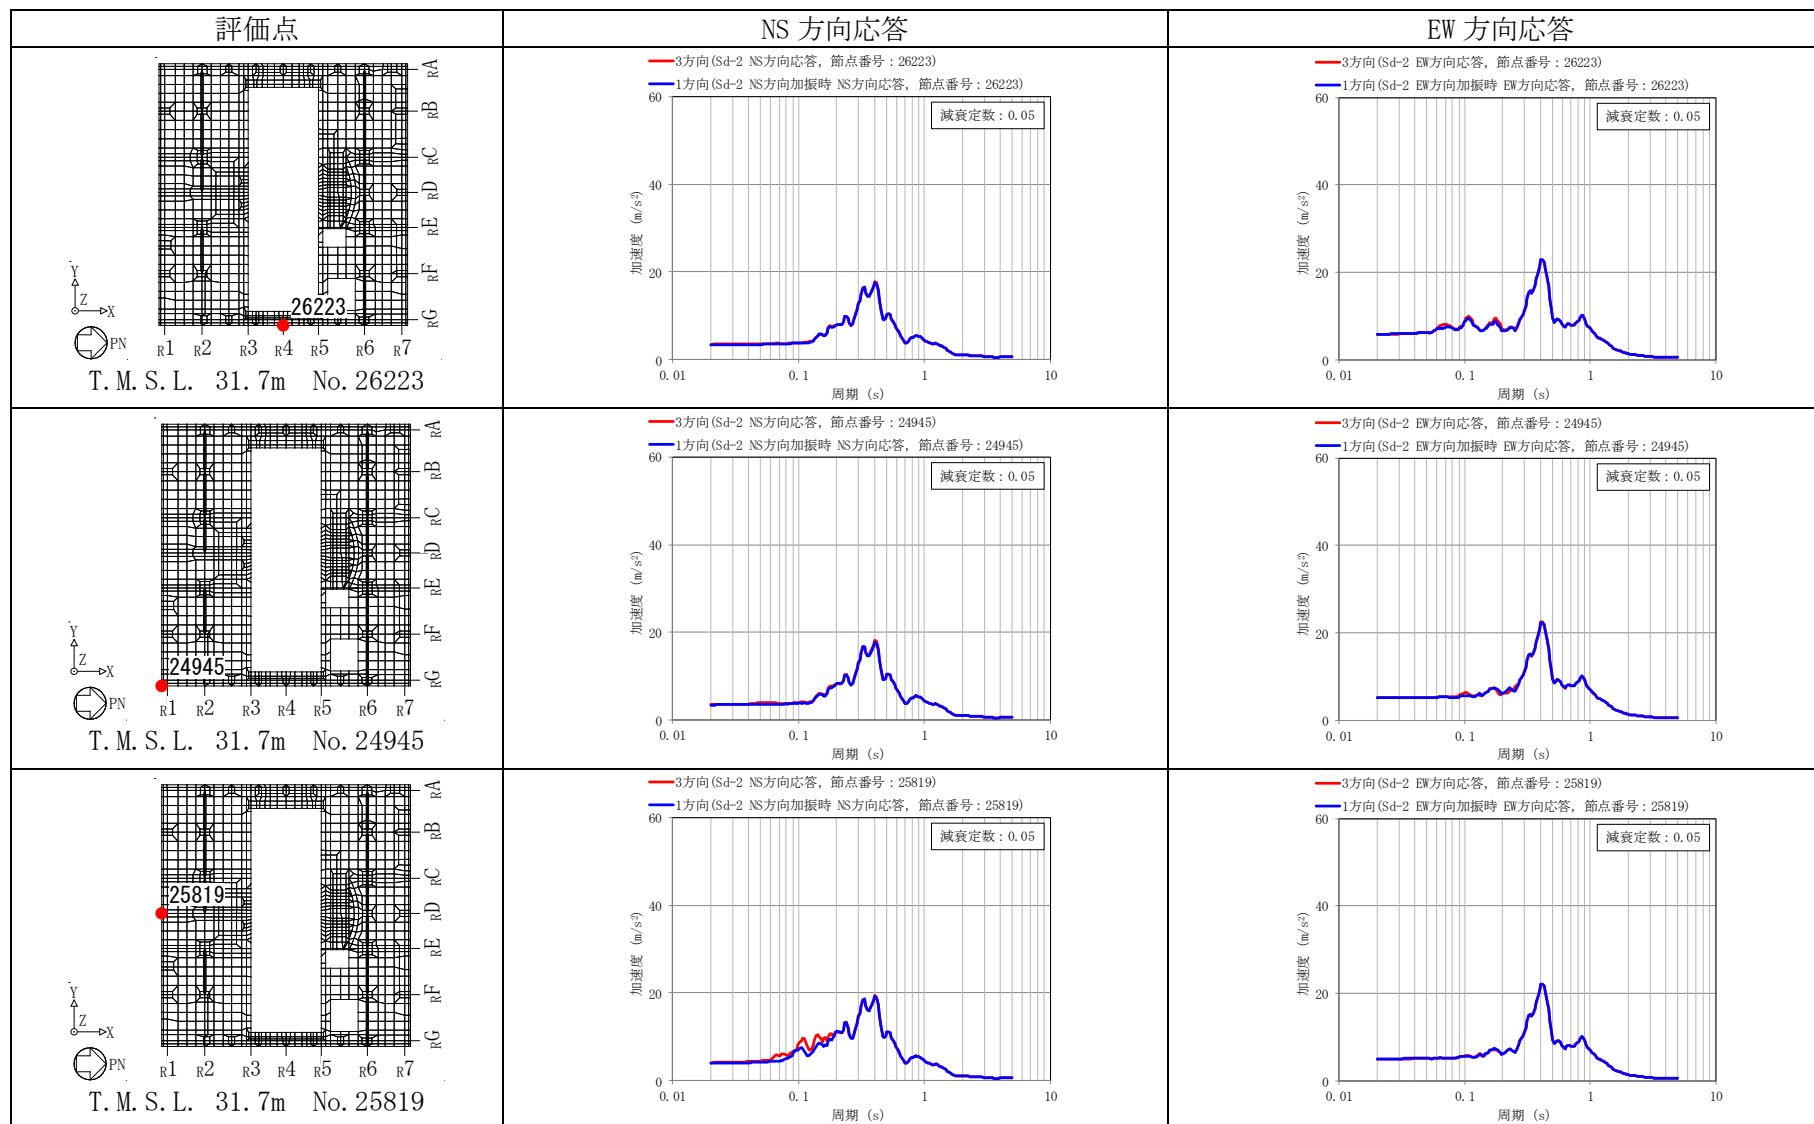 評価点
NS 方向応答
EW 方向応答
RA
RB
RC
RD
RE
RF
RG
26223
Y
Z
X
PN
R1 R2 R3 R4 R5 R6 R7
T.M.S.L. 31.7m No.26223
3方向(Sd-2 NS方向応答, 節点番号:26223)
1方向(Sd-2 NS方向加振時 NS方向応答, 節点番号:26223)
減衰定数:0.05
60
40
20
0
加速度 (m/s²)
0.01 0.1 1 10
周期 (s)
3方向(Sd-2 EW方向応答, 節点番号:26223)
1方向(Sd-2 EW方向加振時 EW方向応答, 節点番号:26223)
減衰定数:0.05
60
40
20
0
加速度 (m/s²)
0.01 0.1 1 10
周期 (s)
RA
RB
RC
RD
RE
RF
RG
24945
Y
Z
X
PN
R1 R2 R3 R4 R5 R6 R7
T.M.S.L. 31.7m No.24945
3方向(Sd-2 NS方向応答, 節点番号:24945)
1方向(Sd-2 NS方向加振時 NS方向応答, 節点番号:24945)
減衰定数:0.05
60
40
20
0
加速度 (m/s²)
0.01 0.1 1 10
周期 (s)
3方向(Sd-2 EW方向応答, 節点番号:24945)
1方向(Sd-2 EW方向加振時 EW方向応答, 節点番号:24945)
減衰定数:0.05
60
40
20
0
加速度 (m/s²)
0.01 0.1 1 10
周期 (s)
RA
RB
RC
RD
RE
RF
RG
25819
Y
Z
X
PN
R1 R2 R3 R4 R5 R6 R7
T.M.S.L. 31.7m No.25819
3方向(Sd-2 NS方向応答, 節点番号:25819)
1方向(Sd-2 NS方向加振時 NS方向応答, 節点番号:25819)
減衰定数:0.05
60
40
20
0
加速度 (m/s²)
0.01 0.1 1 10
周期 (s)
3方向(Sd-2 EW方向応答, 節点番号:25819)
1方向(Sd-2 EW方向加振時 EW方向応答, 節点番号:25819)
減衰定数:0.05
60
40
20
0
加速度 (m/s²)
0.01 0.1 1 10
周期 (s)